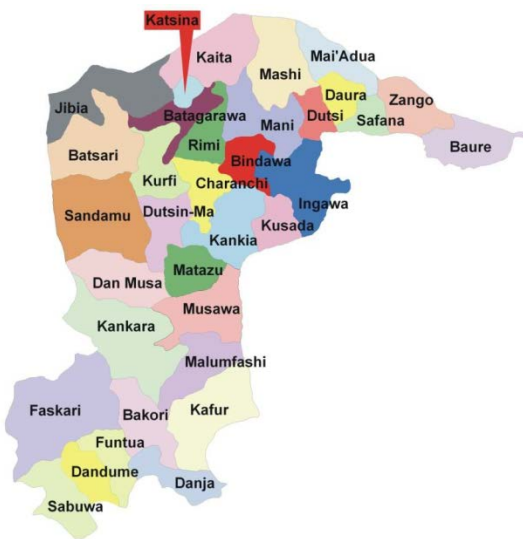 Katsina
Kaita
Mai'Adua
Mashi
Jibia
Daura
Zango
Batagarawa
Dutsi
Safana
Mani
Rimi
Baure
Batsari
Bindawa
Kurfi
Charanchi
Ingawa
Sandamu
Dutsin-Ma
Kusada
Kankia
Matazu
Dan Musa
Musawa
Kankara
Malumfashi
Faskari
Bakori
Kafur
Funtua
Dandume
Danja
Sabuwa